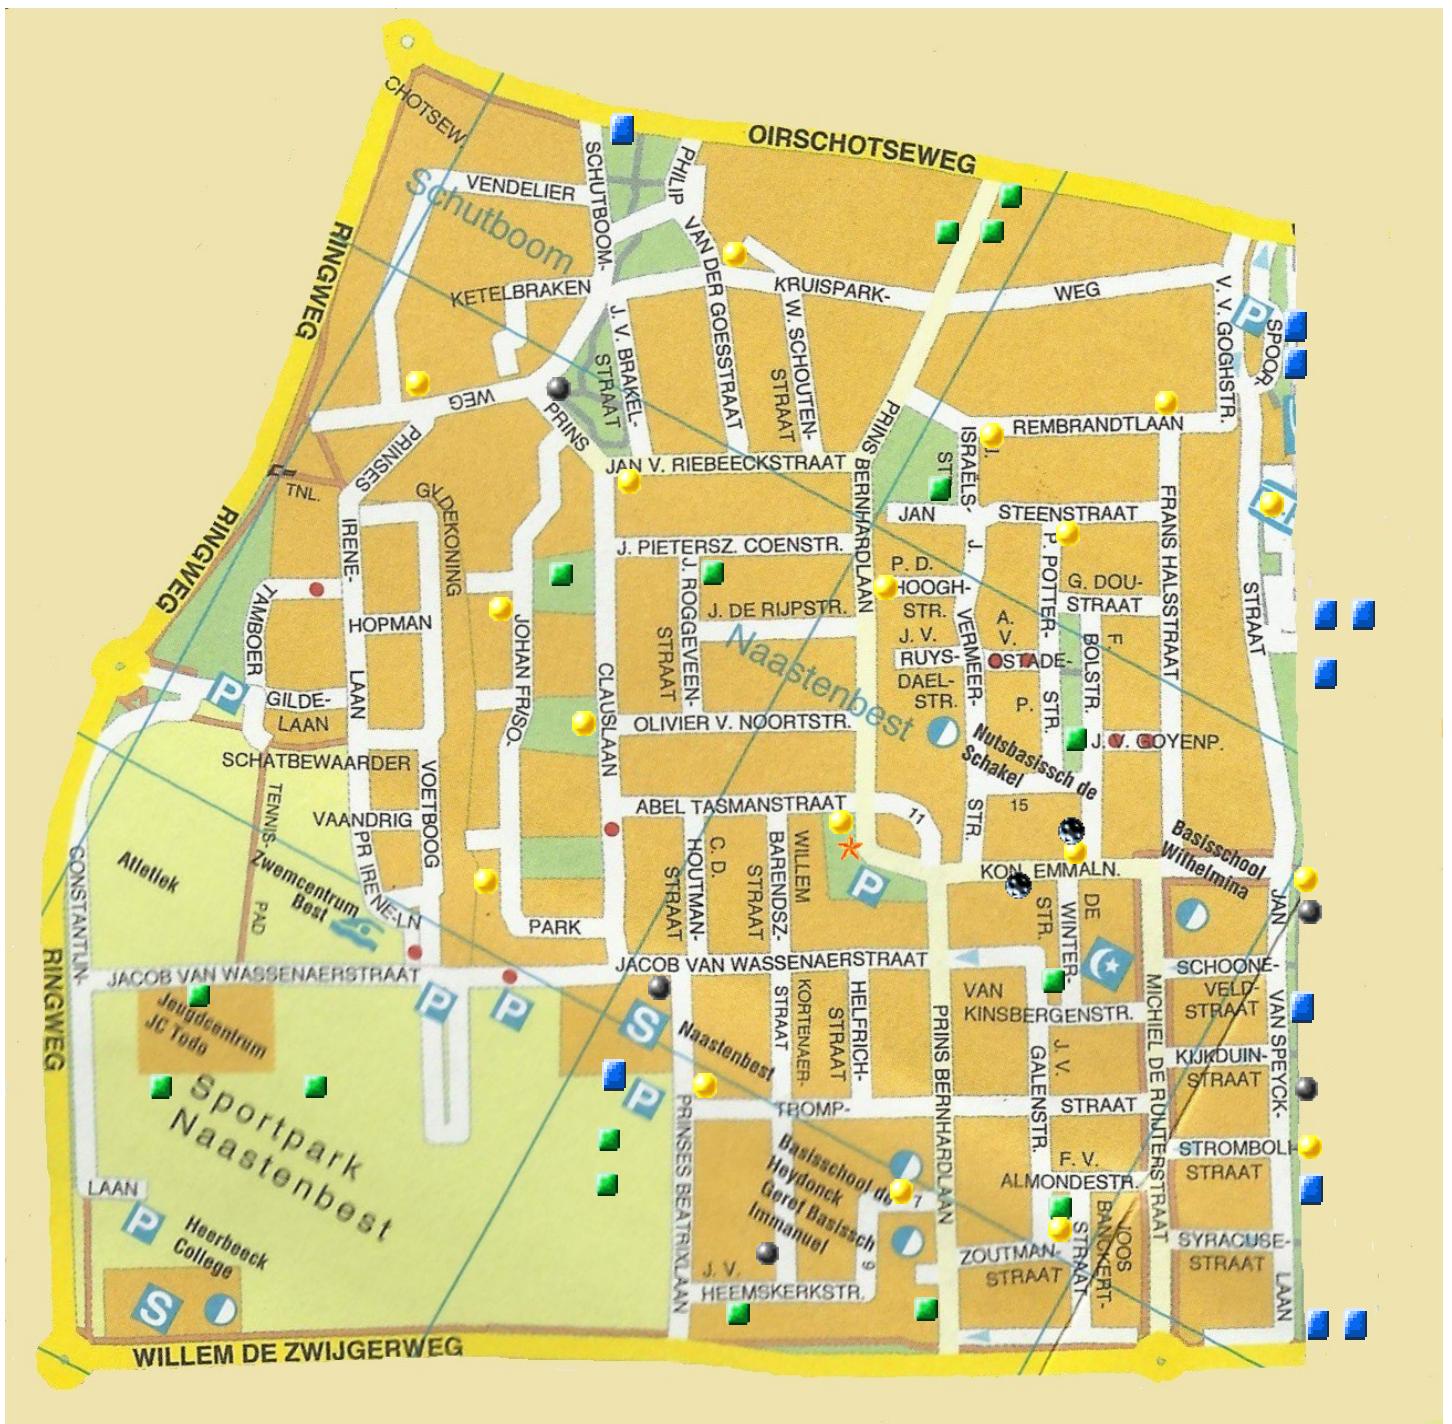 OIRSCHOTSEWEG
CHOTSEW.
VENDELIER
SCHUTBOOM-
PHILIP
Schutboom
VAN DER GOESSTRAAT
RINGWEG
KETELBRAKEN
KRUISPARK-
WEG
J. V. BRAKEL-
STRAAT
W. SCHOUTEN-
STRAAT
V. V. GOGHSTR.
P
SPOOR-
STRAAT
WEG
PRINS
PRINSES
PRINS BERNHARDLAAN
J.
ISRAËLS-
ST
REMBRANDTLAAN
JAN V. RIEBEECKSTRAAT
TNL.
GILDEKONING
JAN
STEENSTRAAT
FRANS HALSSTRAAT
RINGWEG
IRENE-
LAAN
J. PIETERSZ. COENSTR.
J. ROGGEVEEN-
STRAAT
J. DE RIJPSTR.
P. D.
HOOGH-
STR.
J. VERMEER-
STR.
P. POTTER-
STR.
G. DOU-
STRAAT
TAMBOER
HOPMAN
JOHAN FRISO-
CLAUSLAAN
Naastenbest
J. V.
RUYS-
DAEL-
STR.
A.
V.
OSTADE-
P.
F.
BOLSTR.
P
GILDE-
LAAN
OLIVIER V. NOORTSTR.
J. V. GOYENP.
Nutsbasissch de
Schakel
SCHATBEWAARDER
VOETBOOG
VAANDRIG
ABEL TASMANSTRAAT
11
15
TENNIS-
PAD
Zwemcentrum
Best
PR IRENE-LN
Atletiek
CONSTANTIJN-
LAAN
C. D.
HOUTMAN-
STRAAT
WILLEM
BARENDSZ-
STRAAT
P
KON. EMMALN.
Basisschool
Wilhelmina
PARK
DE
WINTER-
STR.
JAN
VAN SPEYCK-
LAAN
JACOB VAN WASSENAERSTRAAT
JACOB VAN WASSENAERSTRAAT
SCHOONE-
VELD-
STRAAT
RINGWEG
Jeugdcentrum
JC Todo
P
P
S
Naastenbest
KORTENAER-
STRAAT
HELFRICH-
STRAAT
VAN
KINSBERGENSTR.
MICHIEL DE RUIJTERSTRAAT
PRINS BERNHARDLAAN
J. V.
GALENSTR.
KIJKDUIN-
STRAAT
Sportpark
Naastenbest
P
TROMP-
STRAAT
PRINSES BEATRIXLAAN
Basisschool de
Heydonck
Geref Basissch
Immanuel
7
9
F. V.
ALMONDESTR.
STROMBOLI-
STRAAT
P
Heerbeeck
College
S
J. V.
HEEMSKERKSTR.
ZOUTMAN-
STRAAT
STRAAT
JOOS
BANCKERT-
SYRACUSE-
STRAAT
WILLEM DE ZWIJGERWEG